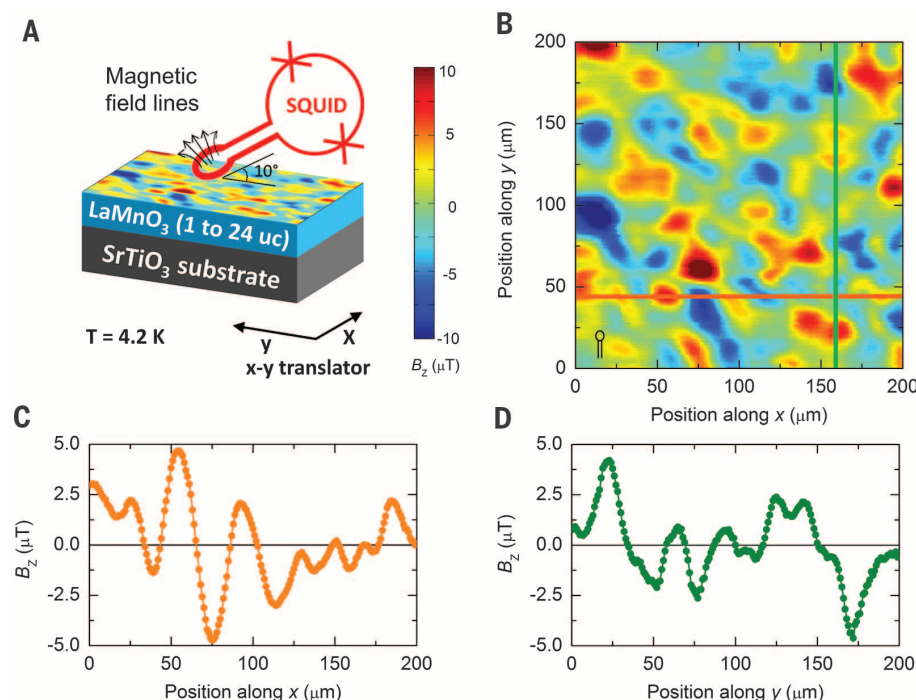 A
Magnetic
field lines
SQUID
10°
LaMnO₃ (1 to 24 uc)
SrTiO₃ substrate
T = 4.2 K
y
x
x-y translator
10
5
0
-5
-10
B_z (μT)
B
200
150
100
50
0
Position along y (μm)
0 50 100 150 200
Position along x (μm)
C
5.0
2.5
0.0
-2.5
-5.0
B_z (μT)
0 50 100 150 200
Position along x (μm)
D
5.0
2.5
0.0
-2.5
-5.0
B_z (μT)
0 50 100 150 200
Position along y (μm)